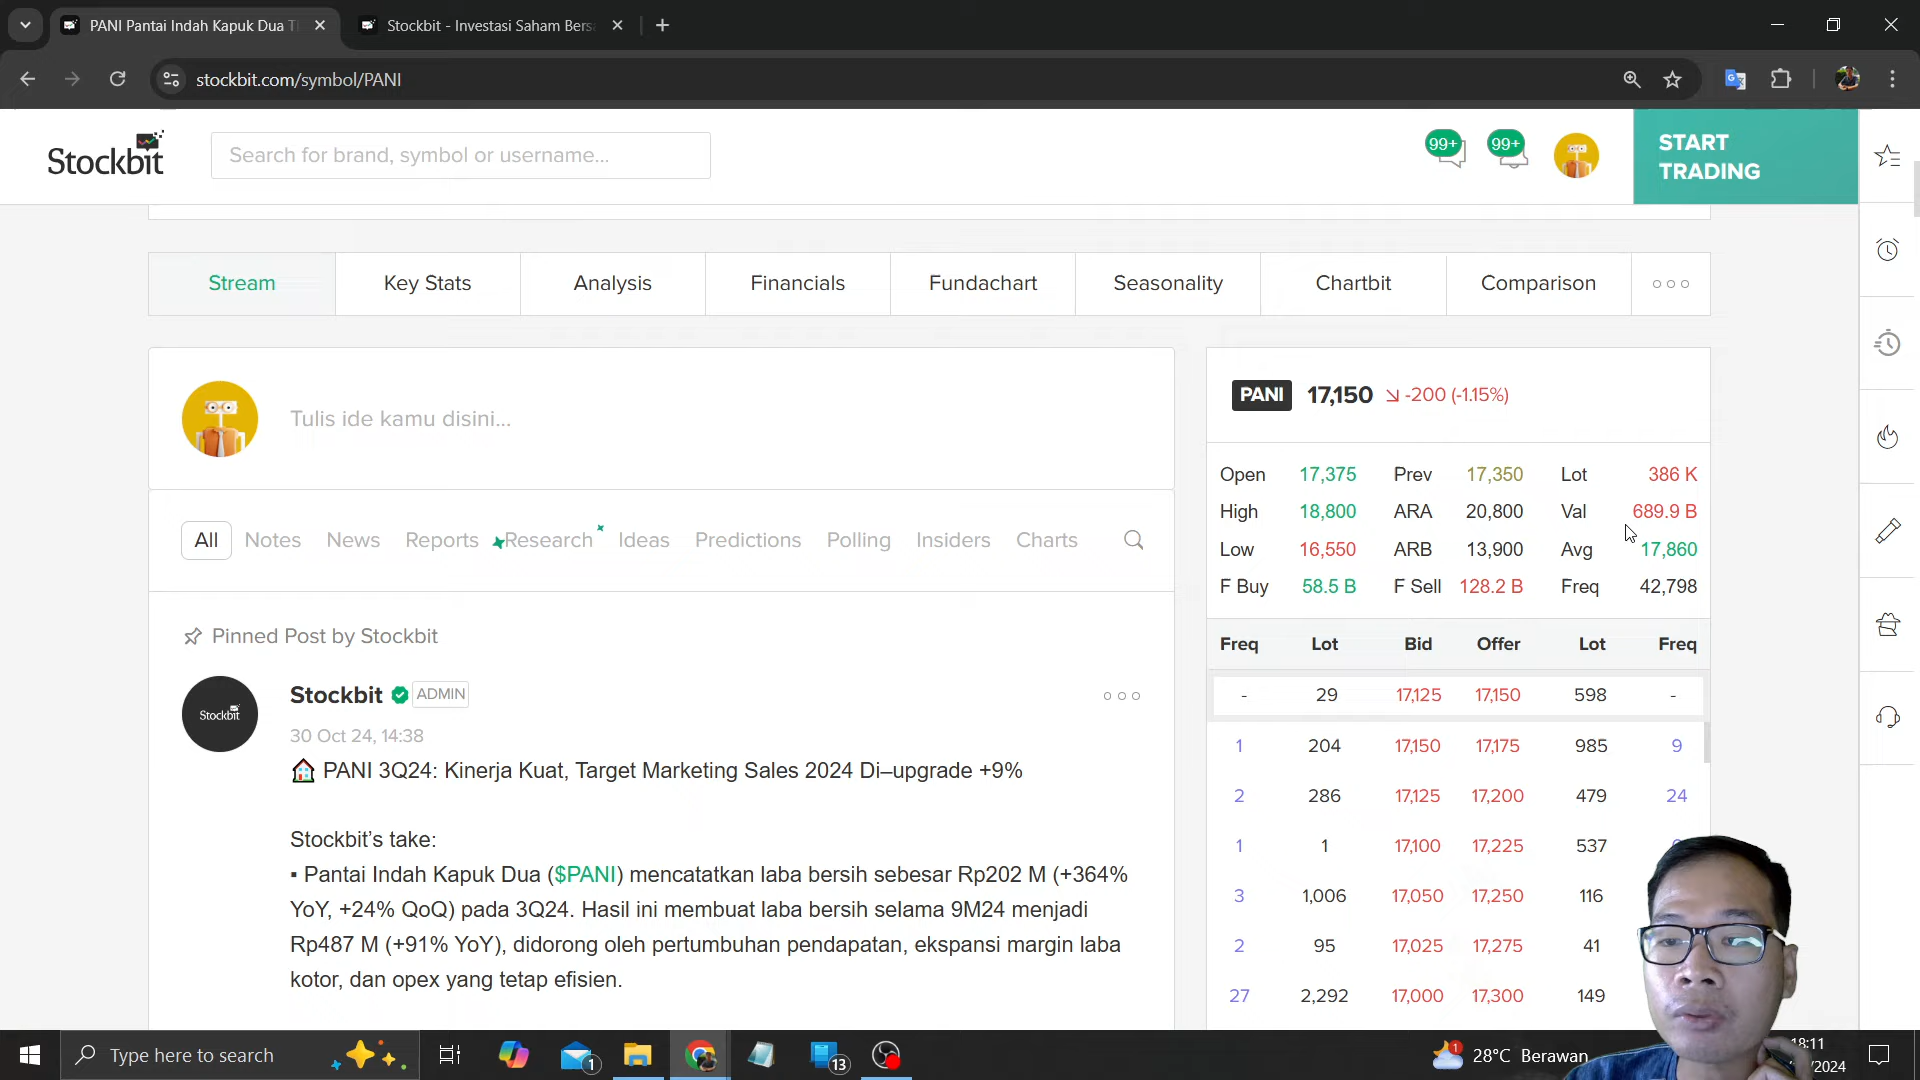 PANI Pantai Indah Kapuk Dua T
Stockbit - Investasi Saham Bers
stockbit.com/symbol/PANI
Stockbit
Search for brand, symbol or username...
99+
99+
START
TRADING
Stream
Key Stats
Analysis
Financials
Fundachart
Seasonality
Chartbit
Comparison
Tulis ide kamu disini...
All Notes News Reports Research Ideas Predictions Polling Insiders Charts
Pinned Post by Stockbit
Stockbit
Stockbit ADMIN
30 Oct 24, 14:38
PANI 3Q24: Kinerja Kuat, Target Marketing Sales 2024 Di–upgrade +9%
Stockbit's take:
▪ Pantai Indah Kapuk Dua ($PANI) mencatatkan laba bersih sebesar Rp202 M (+364%
YoY, +24% QoQ) pada 3Q24. Hasil ini membuat laba bersih selama 9M24 menjadi
Rp487 M (+91% YoY), didorong oleh pertumbuhan pendapatan, ekspansi margin laba
kotor, dan opex yang tetap efisien.
PANI 17,150 -200 (-1.15%)
Open 17,375 Prev 17,350 Lot 386 K
High 18,800 ARA 20,800 Val 689.9 B
Low 16,550 ARB 13,900 Avg 17,860
F Buy 58.5 B F Sell 128.2 B Freq 42,798
Freq Lot Bid Offer Lot Freq
- 29 17,125 17,150 598 -
1 204 17,150 17,175 985 9
2 286 17,125 17,200 479 24
1 1 17,100 17,225 537
3 1,006 17,050 17,250 116
2 95 17,025 17,275 41
27 2,292 17,000 17,300 149
Type here to search
1
13
1
28°C Berawan
18:11
/2024